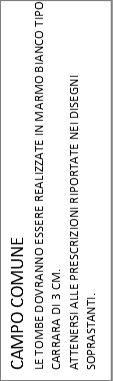 CAMPO COMUNE
LE TOMBE DOVRANNO ESSERE REALIZZATE IN MARMO BIANCO TIPO
CARRARA DI 3 CM.
ATTENERSI ALLE PRESCRIZIONI RIPORTATE NEI DISEGNI
SOPRASTANTI.